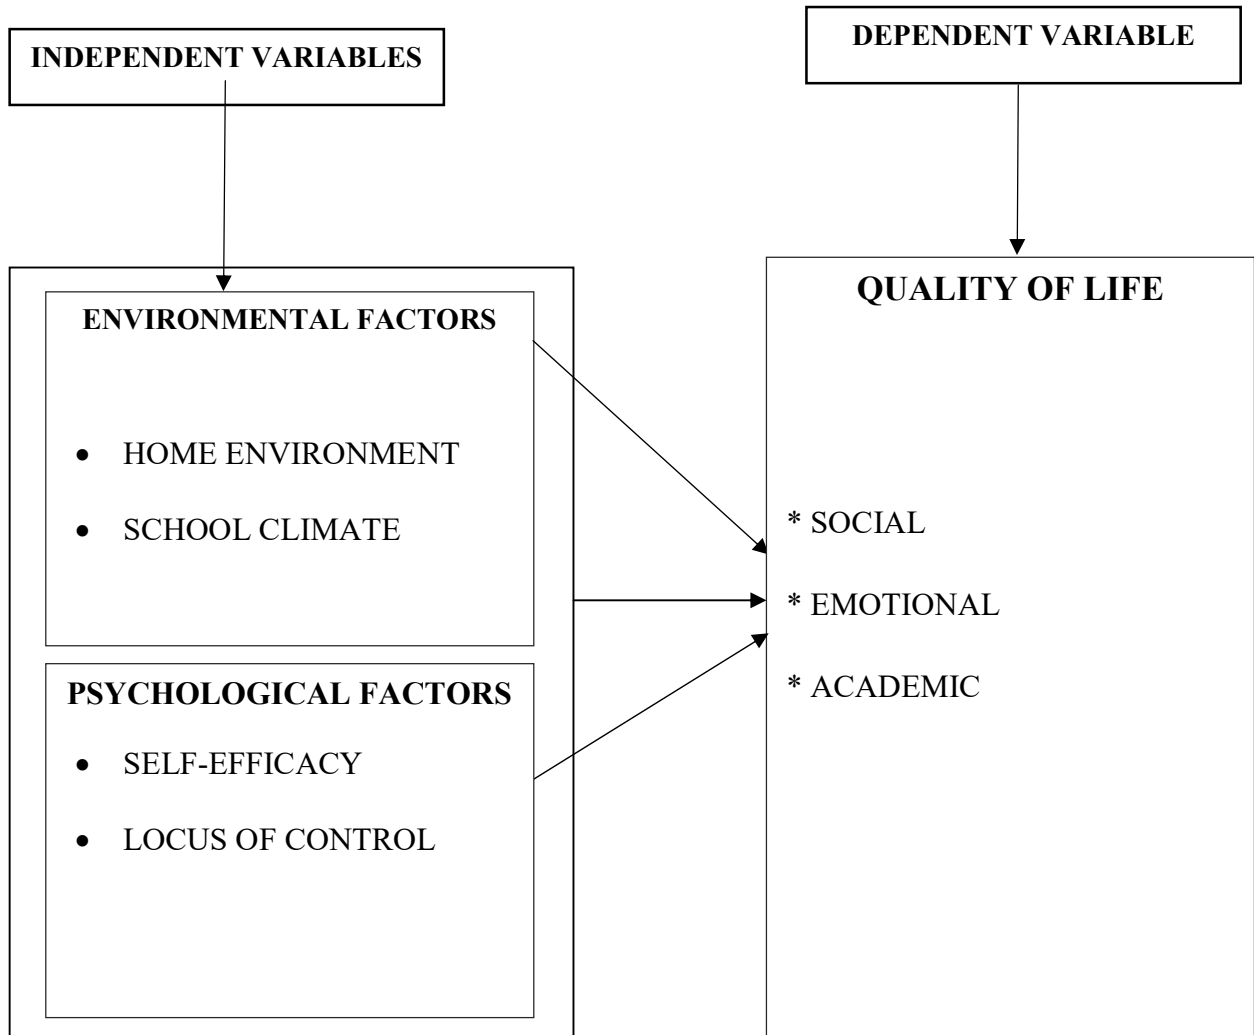 INDEPENDENT VARIABLES
DEPENDENT VARIABLE
ENVIRONMENTAL FACTORS
• HOME ENVIRONMENT
• SCHOOL CLIMATE
PSYCHOLOGICAL FACTORS
• SELF-EFFICACY
• LOCUS OF CONTROL
QUALITY OF LIFE
* SOCIAL
* EMOTIONAL
* ACADEMIC